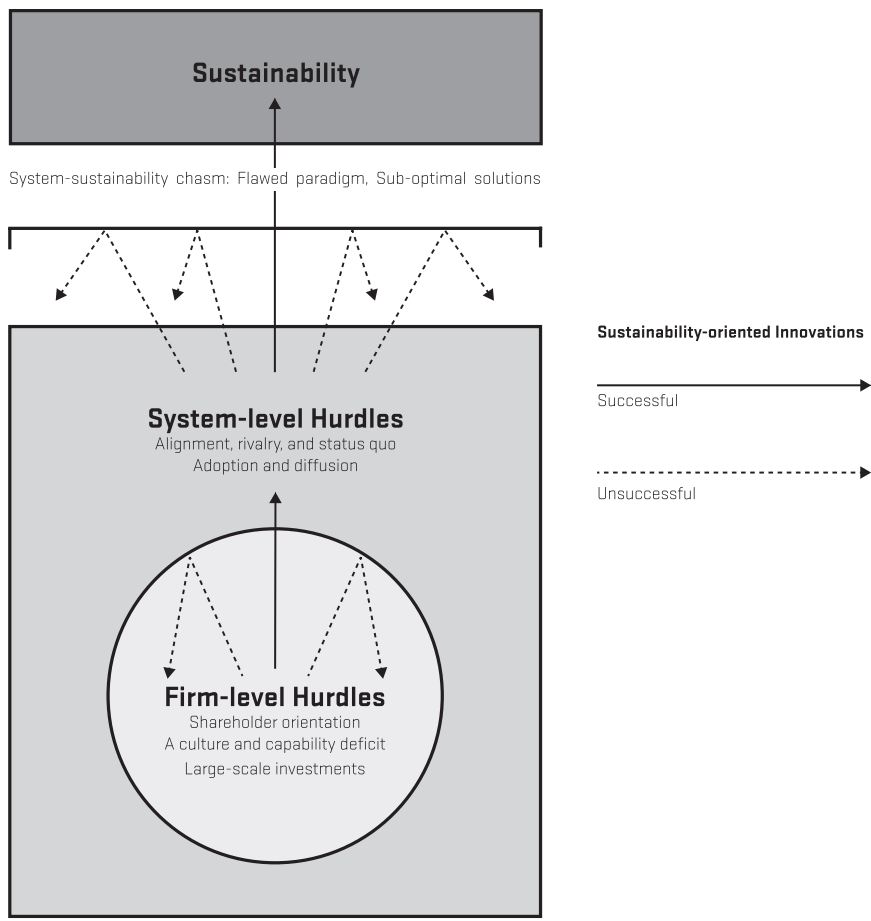 Sustainability
System-sustainability chasm: Flawed paradigm, Sub-optimal solutions
System-level Hurdles
Alignment, rivalry, and status quo
Adoption and diffusion
Firm-level Hurdles
Shareholder orientation
A culture and capability deficit
Large-scale investments
Sustainability-oriented Innovations
Successful
Unsuccessful